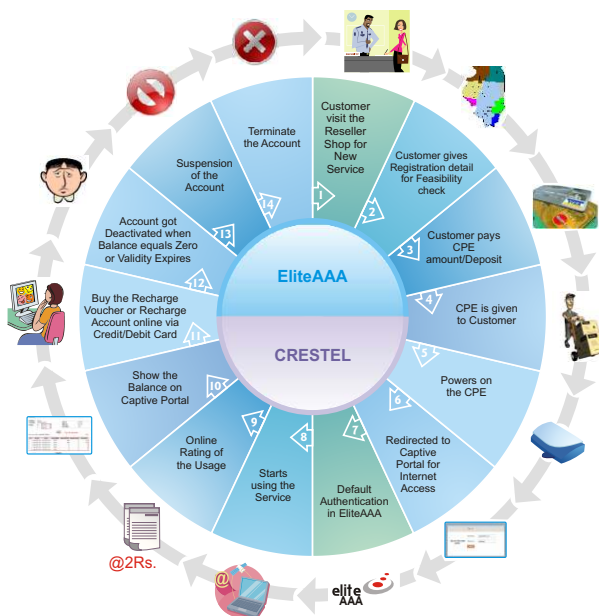 Customer
visit the
Reseller
Shop for
New
Service
1
Customer gives
Registration detail
for Feasibility
check
2
Customer pays
CPE
amount/Deposit
3
CPE is given
to Customer
4
Powers on
the CPE
5
Redirected to
Captive
Portal for
Internet
Access
6
Default
Authentication
in EliteAAA
7
Starts
using the
Service
8
Online
Rating of
the Usage
9
Show the
Balance on
Captive Portal
10
Buy the Recharge
Voucher or Recharge
Account online via
Credit/Debit Card
11
Account got
Deactivated when
Balance equals Zero
or Validity Expires
12
Suspension
of the
Account
13
Terminate
the Account
14
EliteAAA
CRESTEL
elite
AAA
@
@2Rs.